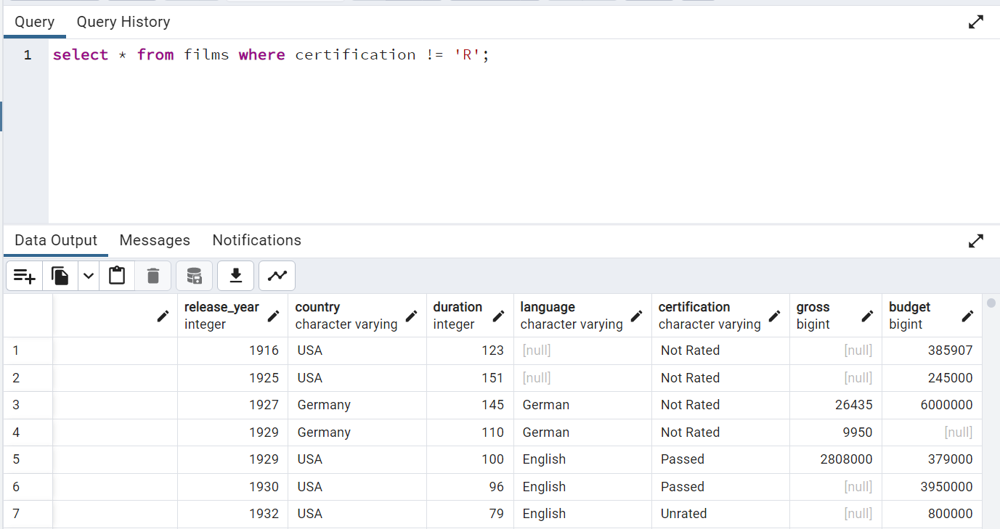 Query Query History
1 select * from films where certification != 'R';
Data Output Messages Notifications
release_year country duration language certification gross budget
integer character varying integer character varying character varying bigint bigint
1 1916 USA 123 [null] Not Rated [null] 385907
2 1925 USA 151 [null] Not Rated [null] 245000
3 1927 Germany 145 German Not Rated 26435 6000000
4 1929 Germany 110 German Not Rated 9950 [null]
5 1929 USA 100 English Passed 2808000 379000
6 1930 USA 96 English Passed [null] 3950000
7 1932 USA 79 English Unrated [null] 800000